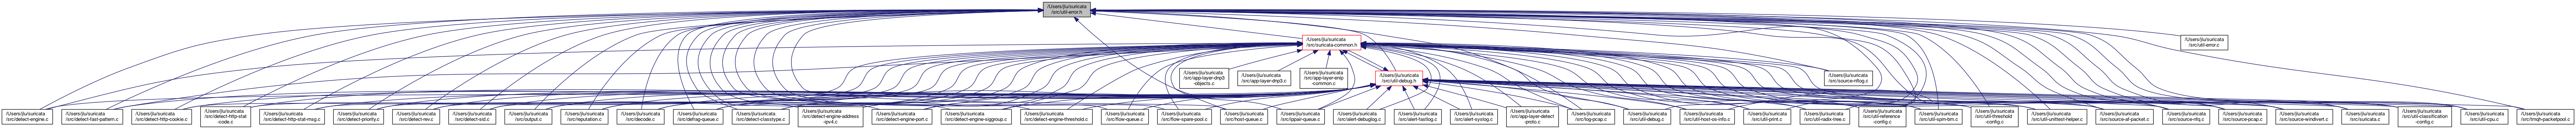 /Users/jlu/suricata
/src/util-error.h
/Users/jlu/suricata
/src/suricata-common.h
/Users/jlu/suricata
/src/util-error.c
/Users/jlu/suricata
/src/app-layer-dnp3
-objects.c
/Users/jlu/suricata
/src/app-layer-dnp3.c
/Users/jlu/suricata
/src/app-layer-enip
-common.c
/Users/jlu/suricata
/src/util-debug.h
/Users/jlu/suricata
/src/source-nflog.c
/Users/jlu/suricata
/src/detect-engine.c
/Users/jlu/suricata
/src/detect-fast-pattern.c
/Users/jlu/suricata
/src/detect-http-cookie.c
/Users/jlu/suricata
/src/detect-http-stat
-code.c
/Users/jlu/suricata
/src/detect-http-stat-msg.c
/Users/jlu/suricata
/src/detect-priority.c
/Users/jlu/suricata
/src/detect-rev.c
/Users/jlu/suricata
/src/detect-sid.c
/Users/jlu/suricata
/src/output.c
/Users/jlu/suricata
/src/reputation.c
/Users/jlu/suricata
/src/decode.c
/Users/jlu/suricata
/src/defrag-queue.c
/Users/jlu/suricata
/src/detect-classtype.c
/Users/jlu/suricata
/src/detect-engine-address
-ipv4.c
/Users/jlu/suricata
/src/detect-engine-port.c
/Users/jlu/suricata
/src/detect-engine-siggroup.c
/Users/jlu/suricata
/src/detect-engine-threshold.c
/Users/jlu/suricata
/src/flow-queue.c
/Users/jlu/suricata
/src/flow-spare-pool.c
/Users/jlu/suricata
/src/host-queue.c
/Users/jlu/suricata
/src/ippair-queue.c
/Users/jlu/suricata
/src/alert-debuglog.c
/Users/jlu/suricata
/src/alert-fastlog.c
/Users/jlu/suricata
/src/alert-syslog.c
/Users/jlu/suricata
/src/app-layer-detect
-proto.c
/Users/jlu/suricata
/src/log-pcap.c
/Users/jlu/suricata
/src/util-debug.c
/Users/jlu/suricata
/src/util-host-os-info.c
/Users/jlu/suricata
/src/util-print.c
/Users/jlu/suricata
/src/util-radix-tree.c
/Users/jlu/suricata
/src/util-reference
-config.c
/Users/jlu/suricata
/src/util-spm-bm.c
/Users/jlu/suricata
/src/util-threshold
-config.c
/Users/jlu/suricata
/src/util-unittest-helper.c
/Users/jlu/suricata
/src/source-af-packet.c
/Users/jlu/suricata
/src/source-nfq.c
/Users/jlu/suricata
/src/source-pcap.c
/Users/jlu/suricata
/src/source-windivert.c
/Users/jlu/suricata
/src/suricata.c
/Users/jlu/suricata
/src/util-classification
-config.c
/Users/jlu/suricata
/src/util-cpu.c
/Users/jlu/suricata
/src/tmqh-packetpool.c